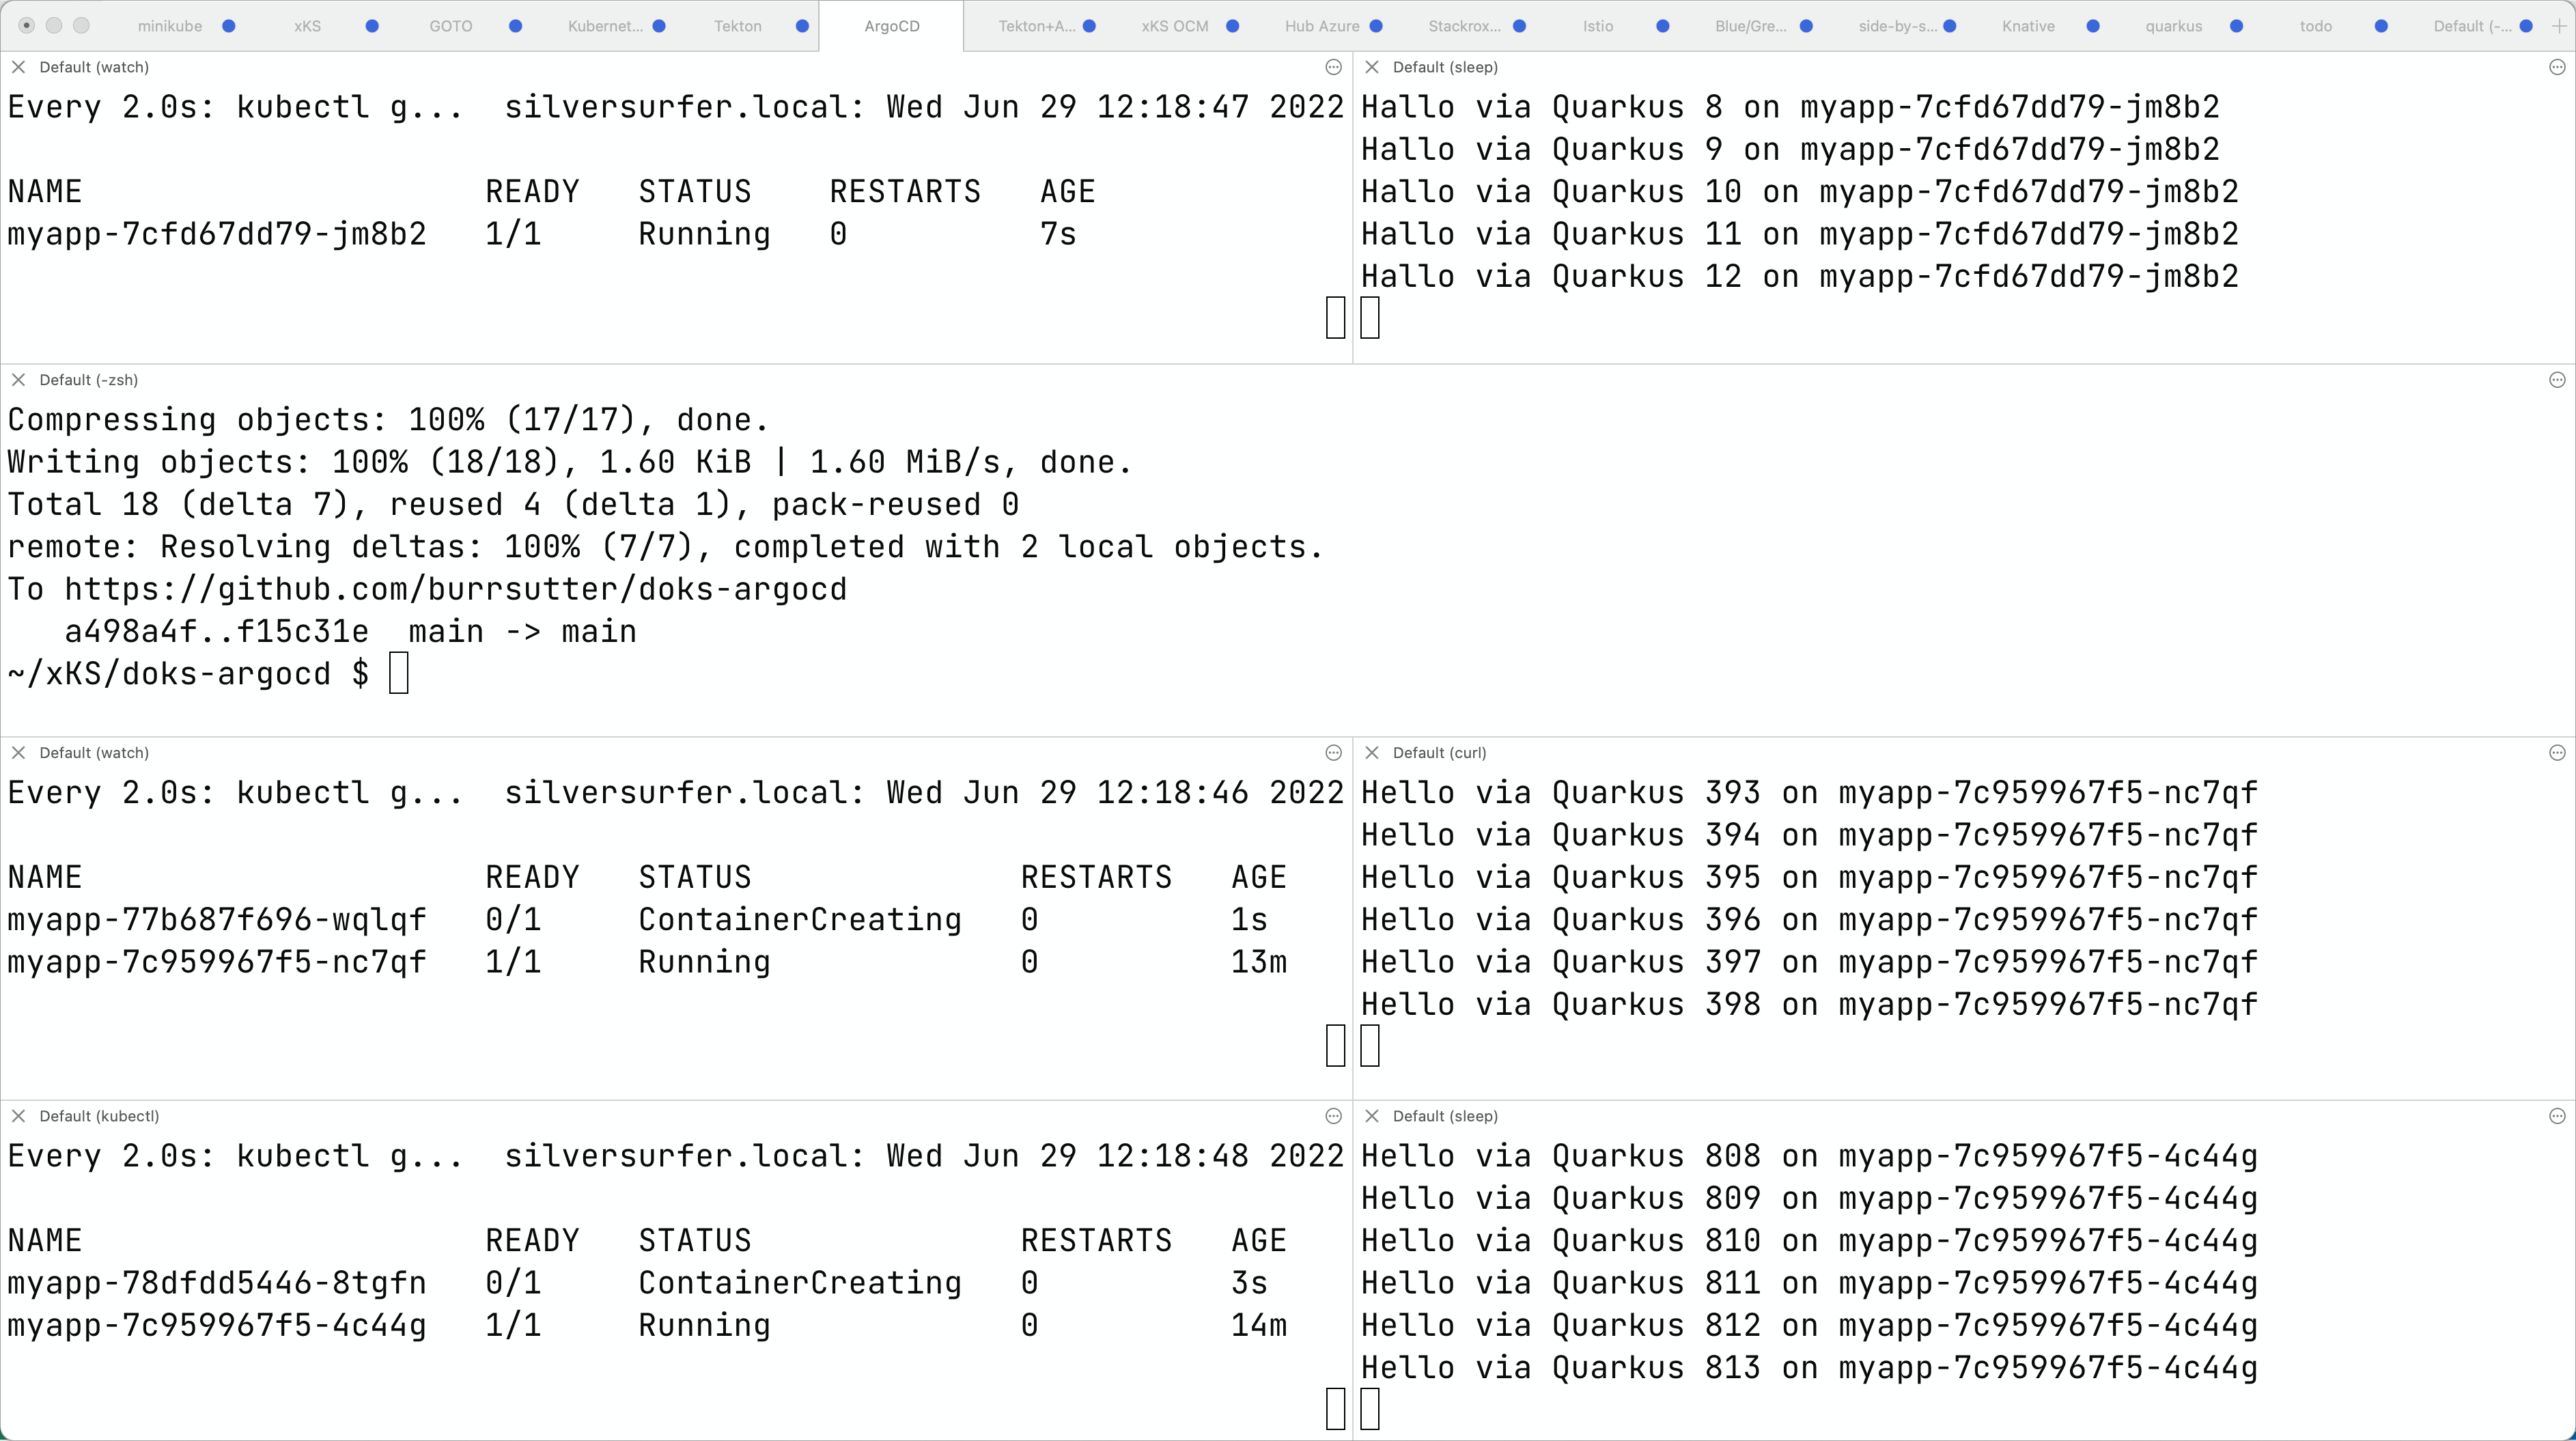 minikube xKS GOTO Kubernet... Tekton ArgoCD Tekton+A... xKS OCM Hub Azure Stackrox... Istio Blue/Gre... side-by-s... Knative quarkus todo Default (-...
Default (watch)
Every 2.0s: kubectl g...  silversurfer.local: Wed Jun 29 12:18:47 2022
NAME READY STATUS RESTARTS AGE
myapp-7cfd67dd79-jm8b2 1/1 Running 0 7s
Default (sleep)
Hallo via Quarkus 8 on myapp-7cfd67dd79-jm8b2
Hallo via Quarkus 9 on myapp-7cfd67dd79-jm8b2
Hallo via Quarkus 10 on myapp-7cfd67dd79-jm8b2
Hallo via Quarkus 11 on myapp-7cfd67dd79-jm8b2
Hallo via Quarkus 12 on myapp-7cfd67dd79-jm8b2
Default (-zsh)
Compressing objects: 100% (17/17), done.
Writing objects: 100% (18/18), 1.60 KiB | 1.60 MiB/s, done.
Total 18 (delta 7), reused 4 (delta 1), pack-reused 0
remote: Resolving deltas: 100% (7/7), completed with 2 local objects.
To https://github.com/burrsutter/doks-argocd
a498a4f..f15c31e  main -> main
~/xKS/doks-argocd $
Default (watch)
Every 2.0s: kubectl g...  silversurfer.local: Wed Jun 29 12:18:46 2022
NAME READY STATUS RESTARTS AGE
myapp-77b687f696-wqlqf 0/1 ContainerCreating 0 1s
myapp-7c959967f5-nc7qf 1/1 Running 0 13m
Default (curl)
Hello via Quarkus 393 on myapp-7c959967f5-nc7qf
Hello via Quarkus 394 on myapp-7c959967f5-nc7qf
Hello via Quarkus 395 on myapp-7c959967f5-nc7qf
Hello via Quarkus 396 on myapp-7c959967f5-nc7qf
Hello via Quarkus 397 on myapp-7c959967f5-nc7qf
Hello via Quarkus 398 on myapp-7c959967f5-nc7qf
Default (kubectl)
Every 2.0s: kubectl g...  silversurfer.local: Wed Jun 29 12:18:48 2022
NAME READY STATUS RESTARTS AGE
myapp-78dfdd5446-8tgfn 0/1 ContainerCreating 0 3s
myapp-7c959967f5-4c44g 1/1 Running 0 14m
Default (sleep)
Hello via Quarkus 808 on myapp-7c959967f5-4c44g
Hello via Quarkus 809 on myapp-7c959967f5-4c44g
Hello via Quarkus 810 on myapp-7c959967f5-4c44g
Hello via Quarkus 811 on myapp-7c959967f5-4c44g
Hello via Quarkus 812 on myapp-7c959967f5-4c44g
Hello via Quarkus 813 on myapp-7c959967f5-4c44g